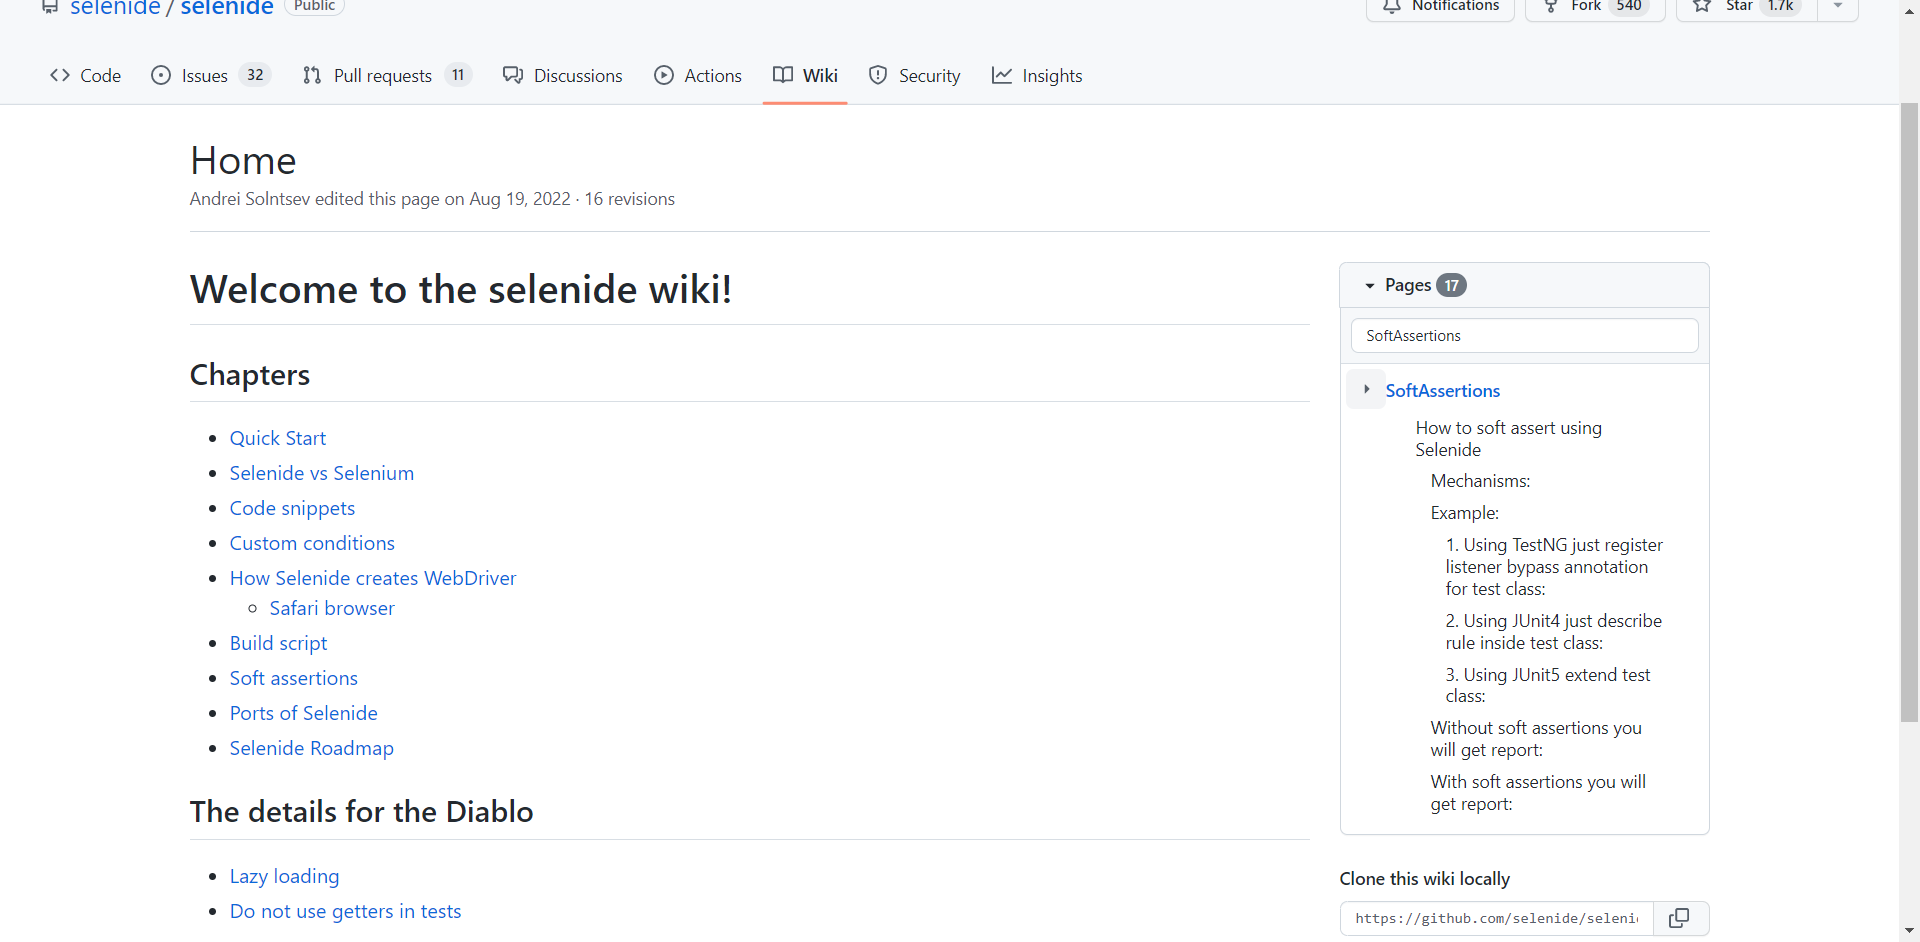 selenide / selenide Public
Notifications Fork 540 Star 1.7k
Code Issues 32 Pull requests 11 Discussions Actions Wiki Security Insights
Home
Andrei Solntsev edited this page on Aug 19, 2022 · 16 revisions
Welcome to the selenide wiki!
Chapters
Quick Start
Selenide vs Selenium
Code snippets
Custom conditions
How Selenide creates WebDriver
Safari browser
Build script
Soft assertions
Ports of Selenide
Selenide Roadmap
The details for the Diablo
Lazy loading
Do not use getters in tests
Pages 17
SoftAssertions
SoftAssertions
How to soft assert using
Selenide
Mechanisms:
Example:
1. Using TestNG just register
listener bypass annotation
for test class:
2. Using JUnit4 just describe
rule inside test class:
3. Using JUnit5 extend test
class:
Without soft assertions you
will get report:
With soft assertions you will
get report:
Clone this wiki locally
https://github.com/selenide/seleni